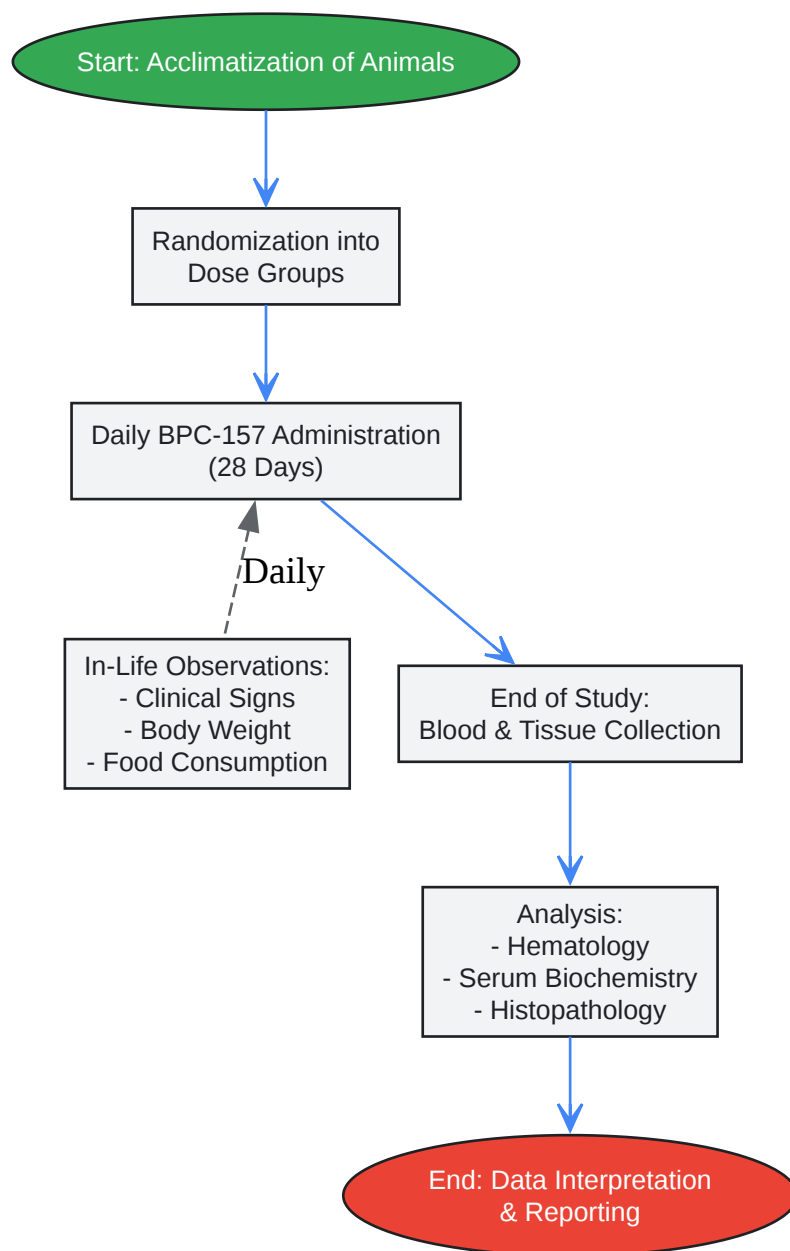 Start: Acclimatization of Animals
Randomization into
Dose Groups
Daily BPC-157 Administration
(28 Days)
Daily
In-Life Observations:
- Clinical Signs
- Body Weight
- Food Consumption
End of Study:
Blood & Tissue Collection
Analysis:
- Hematology
- Serum Biochemistry
- Histopathology
End: Data Interpretation
& Reporting